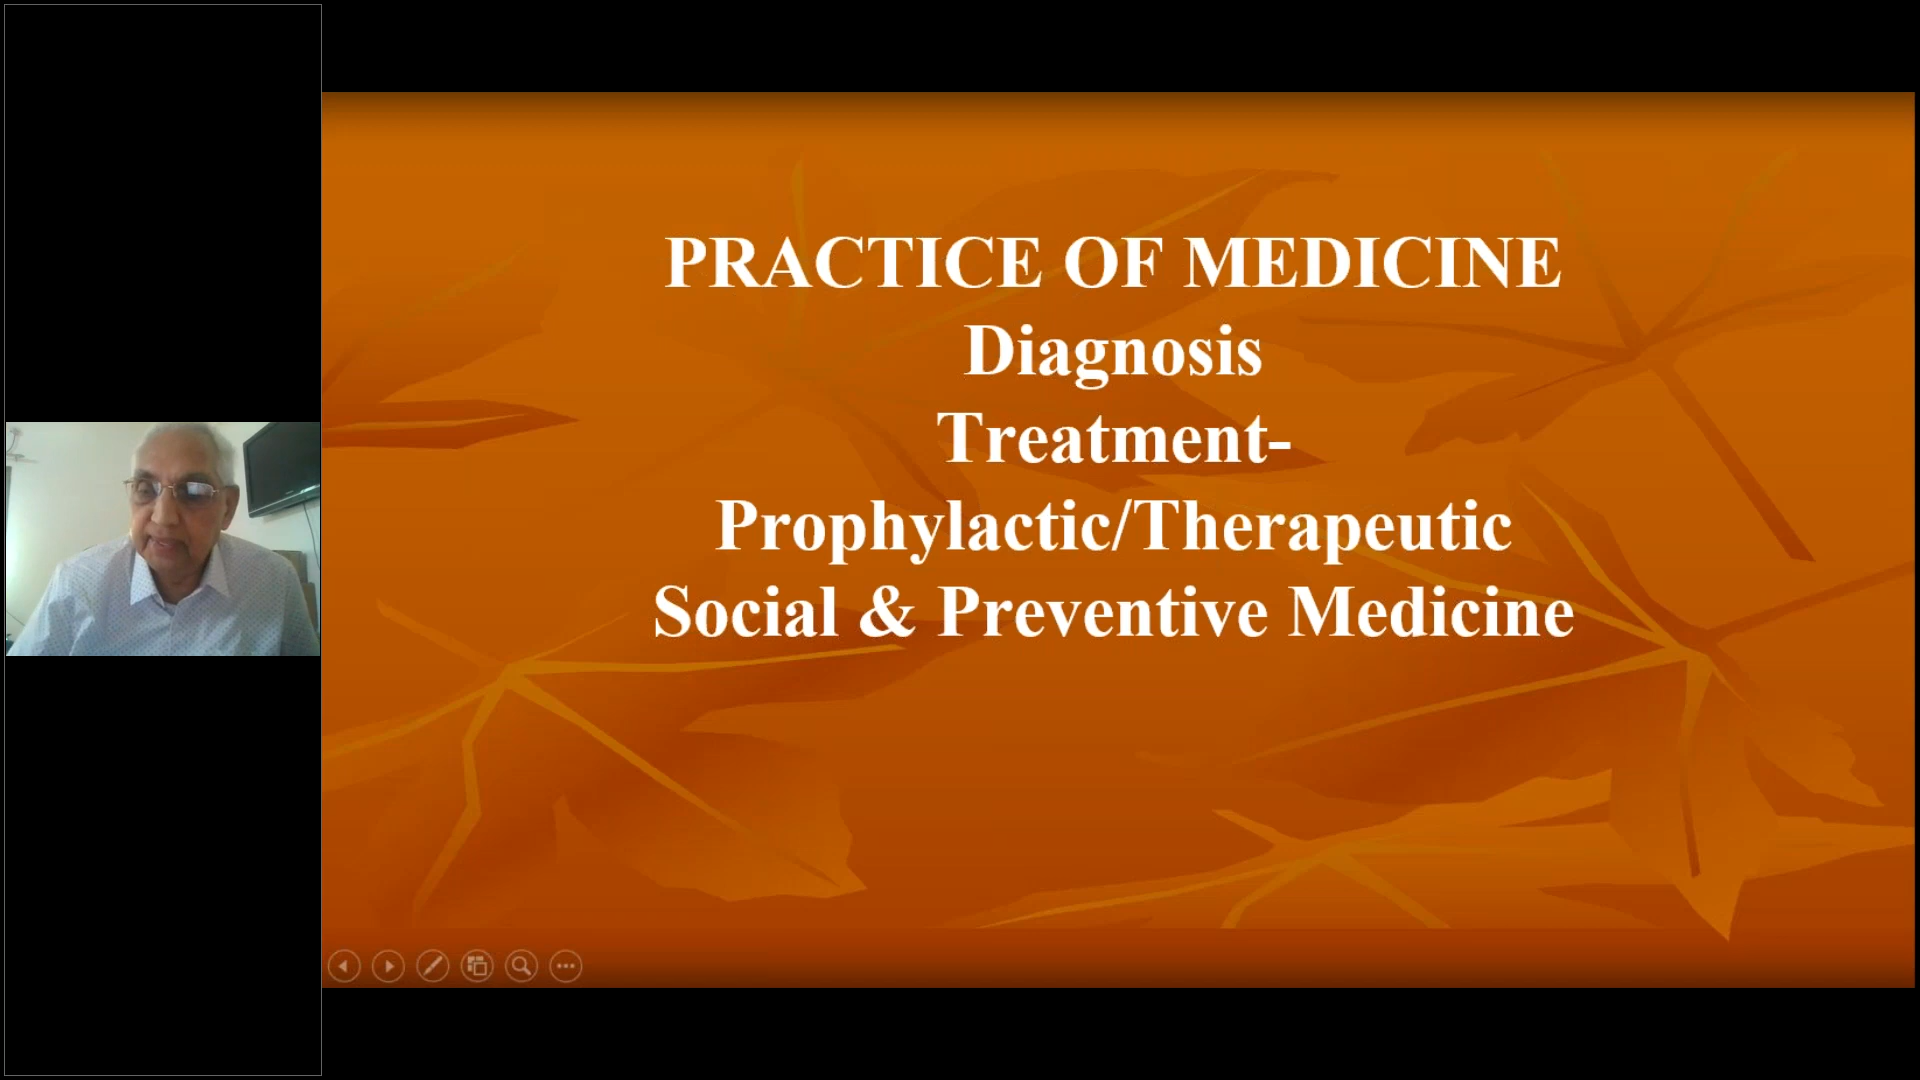 PRACTICE OF MEDICINE
Diagnosis
Treatment-
Prophylactic/Therapeutic
Social & Preventive Medicine